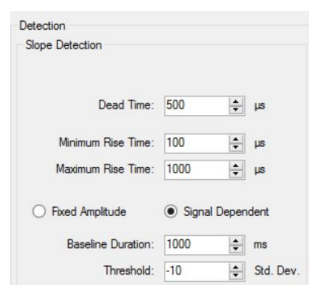 Detection
Slope Detection
Dead Time: 500 µs
Minimum Rise Time: 100 µs
Maximum Rise Time: 1000 µs
Fixed Amplitude Signal Dependent
Baseline Duration: 1000 ms
Threshold: -10 Std. Dev.